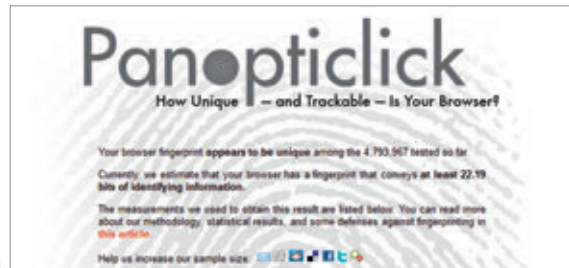 Panopticlick
How Unique — and Trackable — Is Your Browser?
Your browser fingerprint appears to be unique among the 4,793,967 tested so far.
Currently, we estimate that your browser has a fingerprint that conveys at least 22.19
bits of identifying information.
The measurements we used to obtain this result are listed below. You can read more
about our methodology, statistical results, and some defenses against fingerprinting in
this article.
Help us increase our sample size: